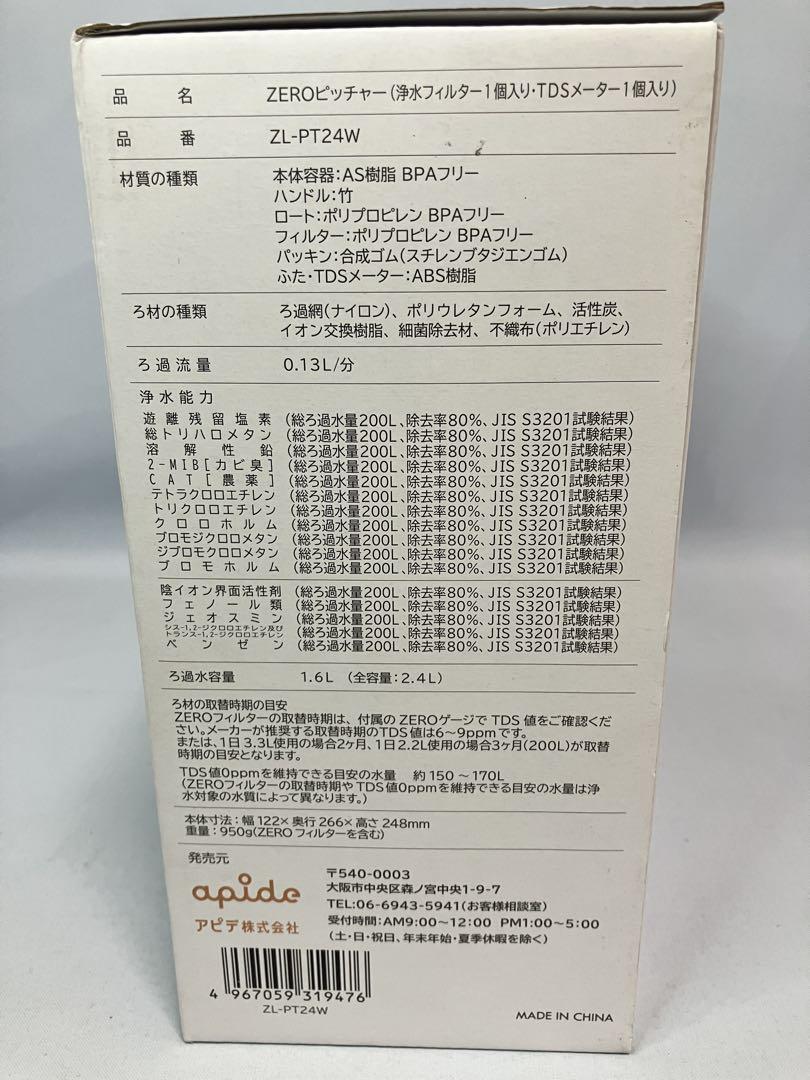 品名 ZEROピッチャー(浄水フィルター1個入り・TDSメーター1個入り)
品番 ZL-PT24W
材質の種類 本体容器:AS樹脂 BPAフリー
ハンドル:竹
ロート:ポリプロピレン BPAフリー
フィルター:ポリプロピレン BPAフリー
パッキン:合成ゴム(スチレンブタジエンゴム)
ふた・TDSメーター:ABS樹脂
ろ材の種類 ろ過網(ナイロン)、ポリウレタンフォーム、活性炭、
イオン交換樹脂、細菌除去材、不織布(ポリエチレン)
ろ過流量 0.13L/分
浄水能力
遊離残留塩素 (総ろ過水量200L、除去率80%、JIS S3201試験結果)
総トリハロメタン (総ろ過水量200L、除去率80%、JIS S3201試験結果)
溶解性鉛 (総ろ過水量200L、除去率80%、JIS S3201試験結果)
2-MIB[カビ臭] (総ろ過水量200L、除去率80%、JIS S3201試験結果)
CAT[農薬] (総ろ過水量200L、除去率80%、JIS S3201試験結果)
テトラクロロエチレン (総ろ過水量200L、除去率80%、JIS S3201試験結果)
トリクロロエチレン (総ろ過水量200L、除去率80%、JIS S3201試験結果)
クロロホルム (総ろ過水量200L、除去率80%、JIS S3201試験結果)
ブロモジクロロメタン (総ろ過水量200L、除去率80%、JIS S3201試験結果)
ジブロモクロロメタン (総ろ過水量200L、除去率80%、JIS S3201試験結果)
ブロモホルム (総ろ過水量200L、除去率80%、JIS S3201試験結果)
陰イオン界面活性剤 (総ろ過水量200L、除去率80%、JIS S3201試験結果)
フェノール類 (総ろ過水量200L、除去率80%、JIS S3201試験結果)
ジェオスミン (総ろ過水量200L、除去率80%、JIS S3201試験結果)
シス-1,2-ジクロロエチレン及び
トランス-1,2-ジクロロエチレン (総ろ過水量200L、除去率80%、JIS S3201試験結果)
ベンゼン (総ろ過水量200L、除去率80%、JIS S3201試験結果)
ろ過水容量 1.6L (全容量:2.4L)
ろ材の取替時期の目安
ZEROフィルターの取替時期は、付属の ZEROゲージで TDS 値をご確認くだ
さい。メーカーが推奨する取替時期のTDS値は6~9ppmです。
または、1日 3.3L使用の場合2ヶ月、1日2.2L使用の場合3ヶ月(200L)が取替
時期の目安となります。
TDS値0ppmを維持できる目安の水量 約150~170L
(ZEROフィルターの取替時期や TDS値0ppmを維持できる目安の水量は浄
水対象の水質によって異なります。)
本体寸法:幅 122×奥行 266×高さ 248mm
重量:950g(ZERO フィルターを含む)
発売元
apide
アピデ株式会社
〒540-0003
大阪市中央区森ノ宮中央1-9-7
TEL:06-6943-5941(お客様相談室)
受付時間:AM9:00~12:00 PM1:00~5:00
(土・日・祝日、年末年始・夏季休暇を除く)
4 967059 319476
ZL-PT24W
MADE IN CHINA